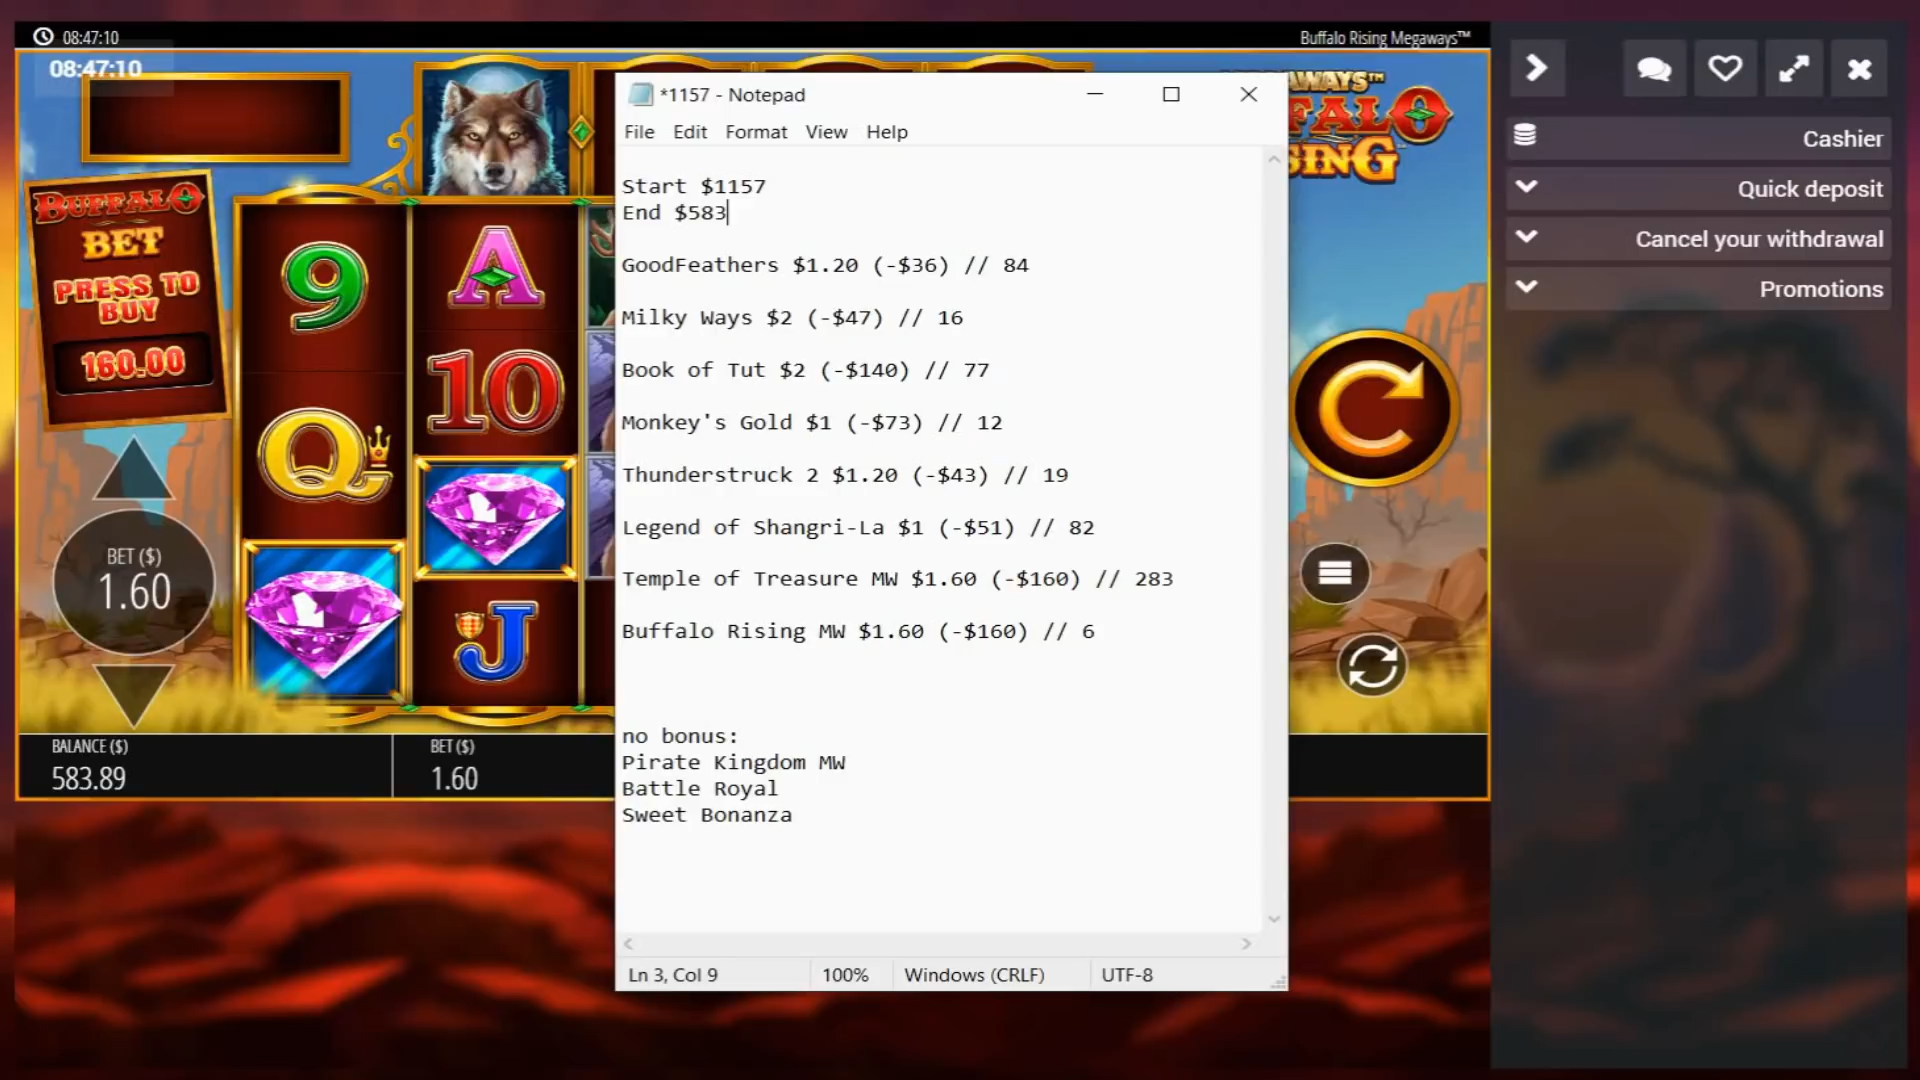 08:47:10
Buffalo Rising Megaways™
08:47:10
BUFFALO
BET
PRESS TO
BUY
160.00
9
A
10
Q
J
BET ($)
1.60
BALANCE ($)
583.89
BET ($)
1.60
*1157 - Notepad
File Edit Format View Help
Start $1157
End $583
GoodFeathers $1.20 (-$36) // 84
Milky Ways $2 (-$47) // 16
Book of Tut $2 (-$140) // 77
Monkey's Gold $1 (-$73) // 12
Thunderstruck 2 $1.20 (-$43) // 19
Legend of Shangri-La $1 (-$51) // 82
Temple of Treasure MW $1.60 (-$160) // 283
Buffalo Rising MW $1.60 (-$160) // 6
no bonus:
Pirate Kingdom MW
Battle Royal
Sweet Bonanza
Ln 3, Col 9 100% Windows (CRLF) UTF-8
Cashier
Quick deposit
Cancel your withdrawal
Promotions